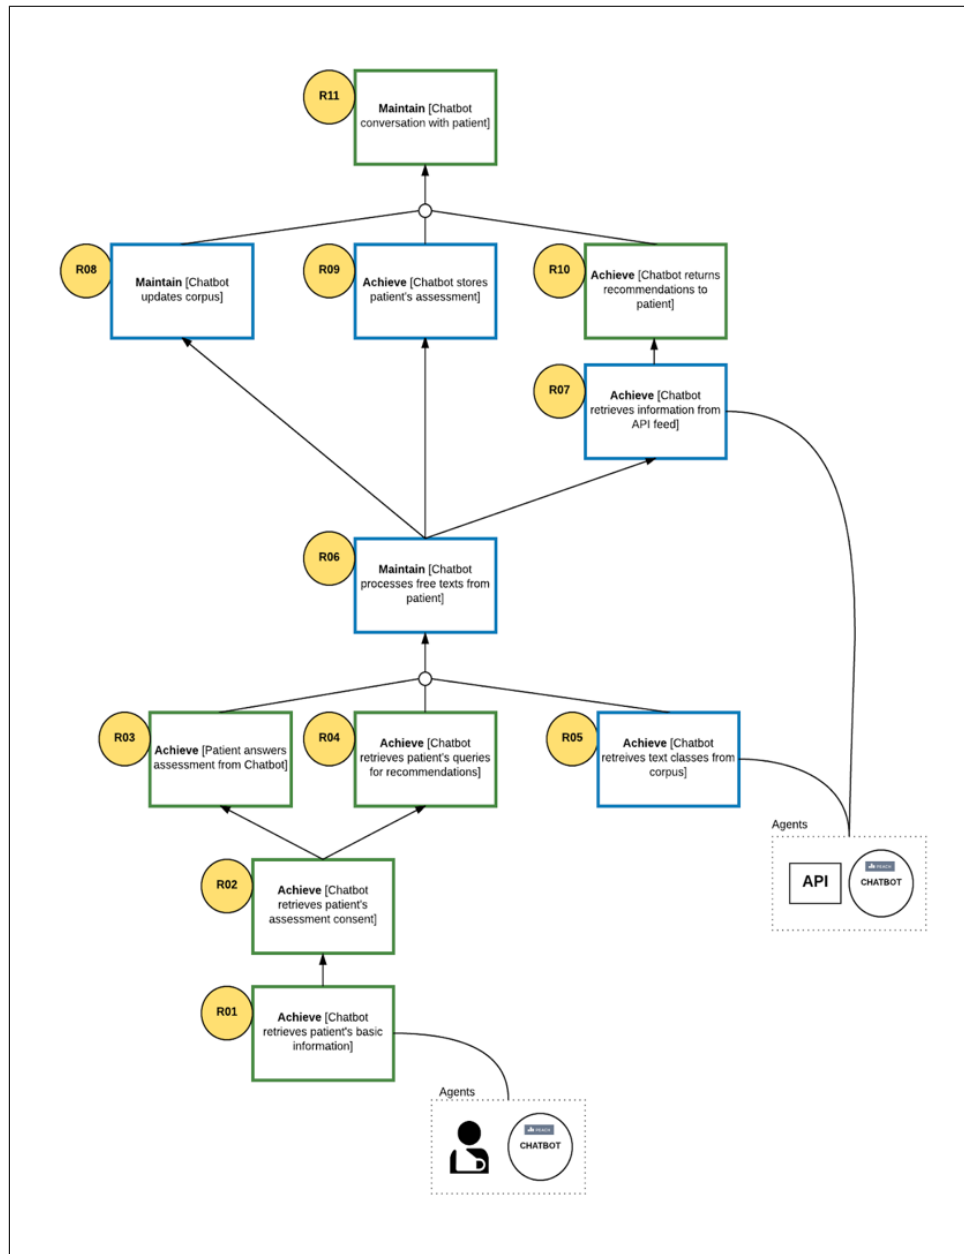 R11
Maintain [Chatbot
conversation with patient]
R08
Maintain [Chatbot
updates corpus]
R09
Achieve [Chatbot stores
patient's assessment]
R10
Achieve [Chatbot returns
recommendations to
patient]
R07
Achieve [Chatbot
retrieves information from
API feed]
R06
Maintain [Chatbot
processes free texts from
patient]
R03
Achieve [Patient answers
assessment from Chatbot]
R04
Achieve [Chatbot
retrieves patient's queries
for recommendations]
R05
Achieve [Chatbot
retreives text classes from
corpus]
Agents
API
CHATBOT
R02
Achieve [Chatbot
retrieves patient's
assessment consent]
R01
Achieve [Chatbot
retrieves patient's basic
information]
Agents
CHATBOT